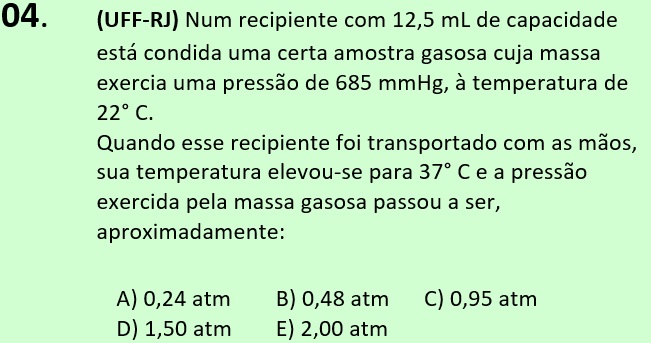 04. (UFF-RJ) Num recipiente com 12,5 mL de capacidade
está condida uma certa amostra gasosa cuja massa
exercia uma pressão de 685 mmHg, à temperatura de
22° C.
Quando esse recipiente foi transportado com as mãos,
sua temperatura elevou-se para 37° C e a pressão
exercida pela massa gasosa passou a ser,
aproximadamente:
A) 0,24 atm B) 0,48 atm C) 0,95 atm
D) 1,50 atm E) 2,00 atm